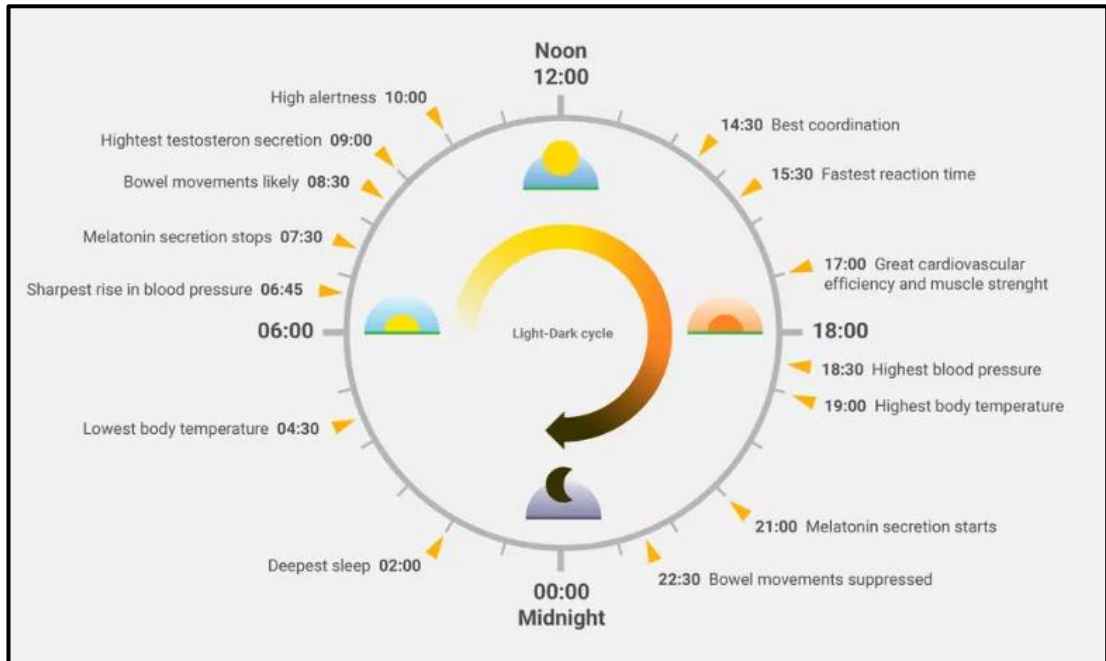 Noon
12:00
High alertness 10:00
Hightest testosteron secretion 09:00
Bowel movements likely 08:30
Melatonin secretion stops 07:30
Sharpest rise in blood pressure 06:45
06:00
Lowest body temperature 04:30
Deepest sleep 02:00
Light-Dark cycle
14:30 Best coordination
15:30 Fastest reaction time
17:00 Great cardiovascular
efficiency and muscle strenght
18:00
18:30 Highest blood pressure
19:00 Highest body temperature
21:00 Melatonin secretion starts
22:30 Bowel movements suppressed
00:00
Midnight